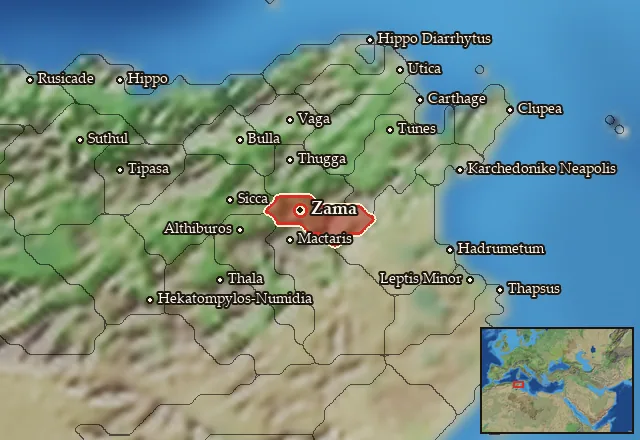 Hippo Diarrhytus
Utica
Rusicade
Hippo
Carthage
Clupea
Vaga
Tunes
Suthul
Bulla
Thugga
Tipasa
Karchedonike Neapolis
Sicca
Zama
Althiburos
Mactaris
Hadrumetum
Thala
Leptis Minor
Thapsus
Hekatompylos-Numidia